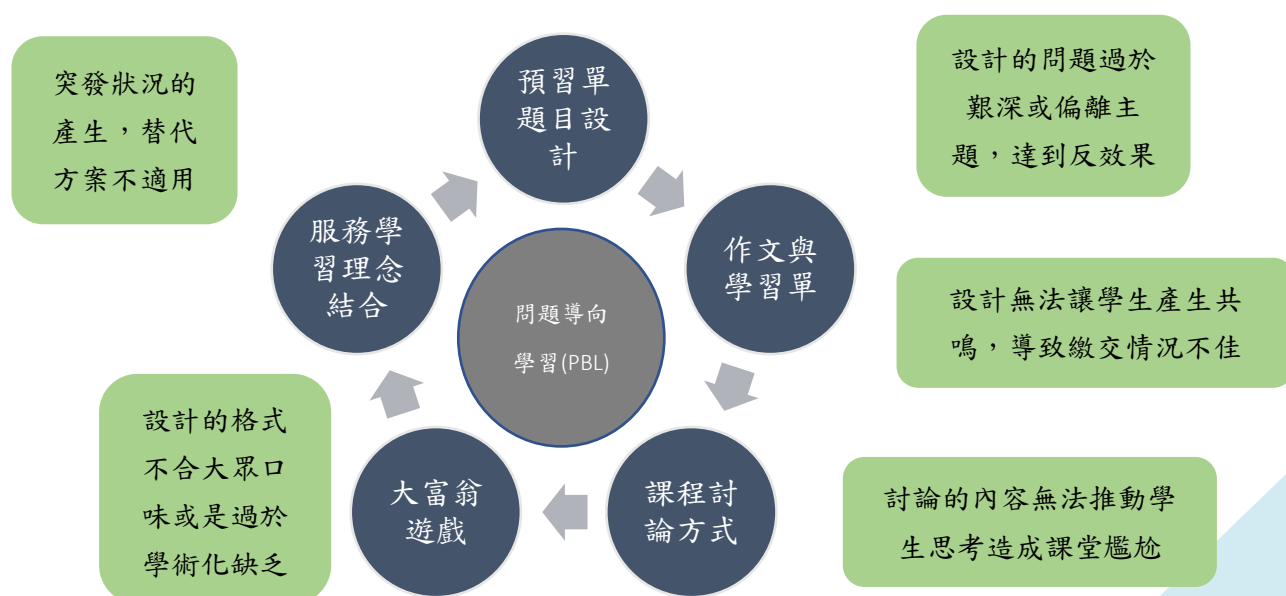 突發狀況的
產生，替代
方案不適用
預習單
題目設
計
設計的問題過於
艱深或偏離主
題，達到反效果
服務學
習理念
結合
作文與
學習單
問題導向
學習(PBL)
設計無法讓學生產生共
鳴，導致繳交情況不佳
設計的格式
不合大眾口
味或是過於
學術化缺乏
大富翁
遊戲
課程討
論方式
討論的內容無法推動學
生思考造成課堂尷尬